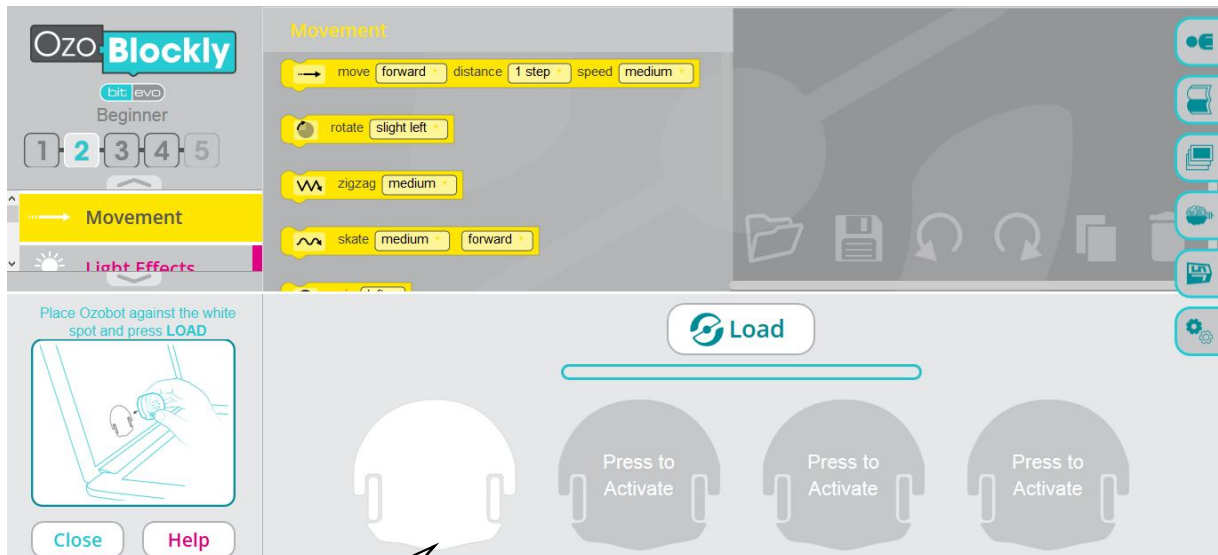 Ozo Blockly
bit evo
Beginner
1 2 3 4 5
Movement
Light Effects
Movement
move forward distance 1 step speed medium
rotate slight left
zigzag medium
skate medium forward
Place Ozobot against the white
spot and press LOAD
Close Help
Load
Press to
Activate
Press to
Activate
Press to
Activate